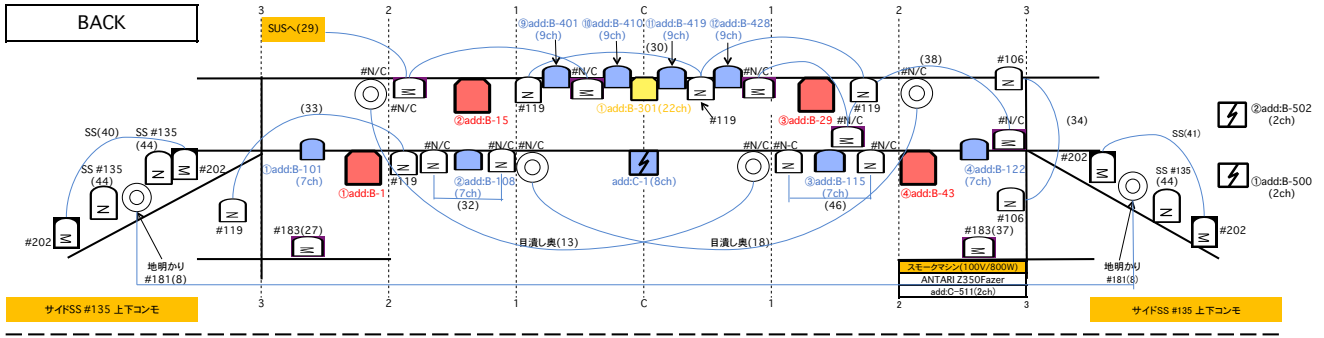 BACK
3
2
1
C
1
2
3
SUSへ(29)
⑨add:B-401
(9ch)
⑩add:B-410
(9ch)
⑪add:B-419
(9ch)
⑫add:B-428
(9ch)
(30)
(38)
#106
#N/C
#N/C
#N/C
#N/C
#N/C
M
M
N
N
M
N
N
#119
①add:B-301(22ch)
#119
#119
②add:B-15
③add:B-29
#N/C
M
#N/C
M
(33)
(34)
SS(40)
SS #135
(44)
SS #135
(44)
N
M
#202
N
M
#202
①add:B-101
(7ch)
①add:B-1
N
#119
#N/C
M
#N/C
M
#N/C
②add:B-108
(7ch)
(32)
add:C-1(8ch)
#N/C
#N-C
N
#N/C
N
③add:B-115
(7ch)
(46)
④add:B-43
④add:B-122
(7ch)
N
#106
SS(41)
#202
M
SS #135
(44)
N
M
#202
②add:B-502
(2ch)
①add:B-500
(2ch)
N
#119
#183(27)
M
目潰し奥(13)
目潰し奥(18)
#183(37)
M
地明かり
#181(8)
地明かり
#181(8)
スモークマシン(100V/800W)
ANTARI Z350Fazer
add:C-511(2ch)
サイドSS #135 上下コンモ
サイドSS #135 上下コンモ
3
2
1
C
1
2
3